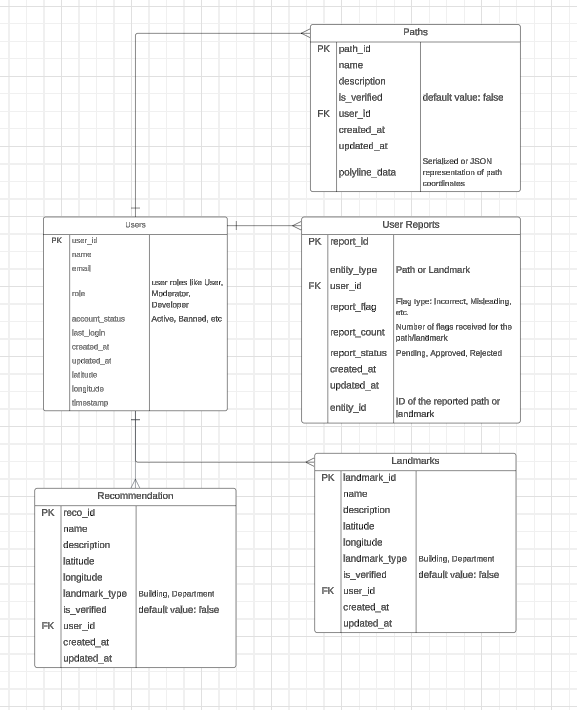 Paths
PK path_id
name
description
is_verified default value: false
FK user_id
created_at
updated_at
polyline_data Serialized or JSON
representation of path
coordinates
Users
PK user_id
name
email
role user roles like User,
Moderator,
Developer
account_status Active, Banned, etc
last_login
created_at
updated_at
latitude
longitude
timestamp
User Reports
PK report_id
entity_type Path or Landmark
FK user_id
report_flag Flag type: Incorrect, Misleading,
etc.
report_count Number of flags received for the
path/landmark
report_status Pending, Approved, Rejected
created_at
updated_at
entity_id ID of the reported path or
landmark
Recommendation
PK reco_id
name
description
latitude
longitude
landmark_type Building, Department
is_verified default value: false
FK user_id
created_at
updated_at
Landmarks
PK landmark_id
name
description
latitude
longitude
landmark_type Building, Department
is_verified default value: false
FK user_id
created_at
updated_at